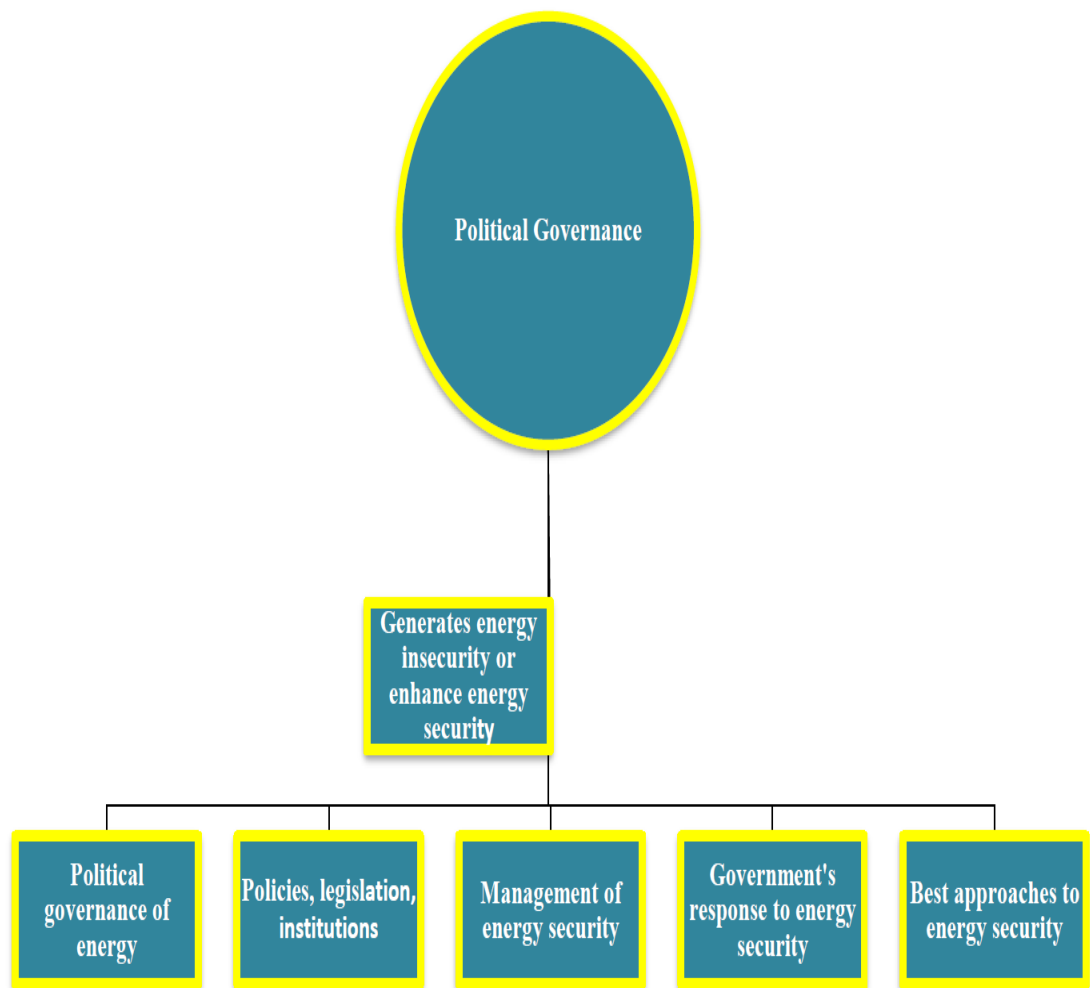 Political Governance
Generates energy
insecurity or
enhance energy
security
Political
governance of
energy
Policies, legislation,
institutions
Management of
energy security
Government's
response to energy
security
Best approaches to
energy security